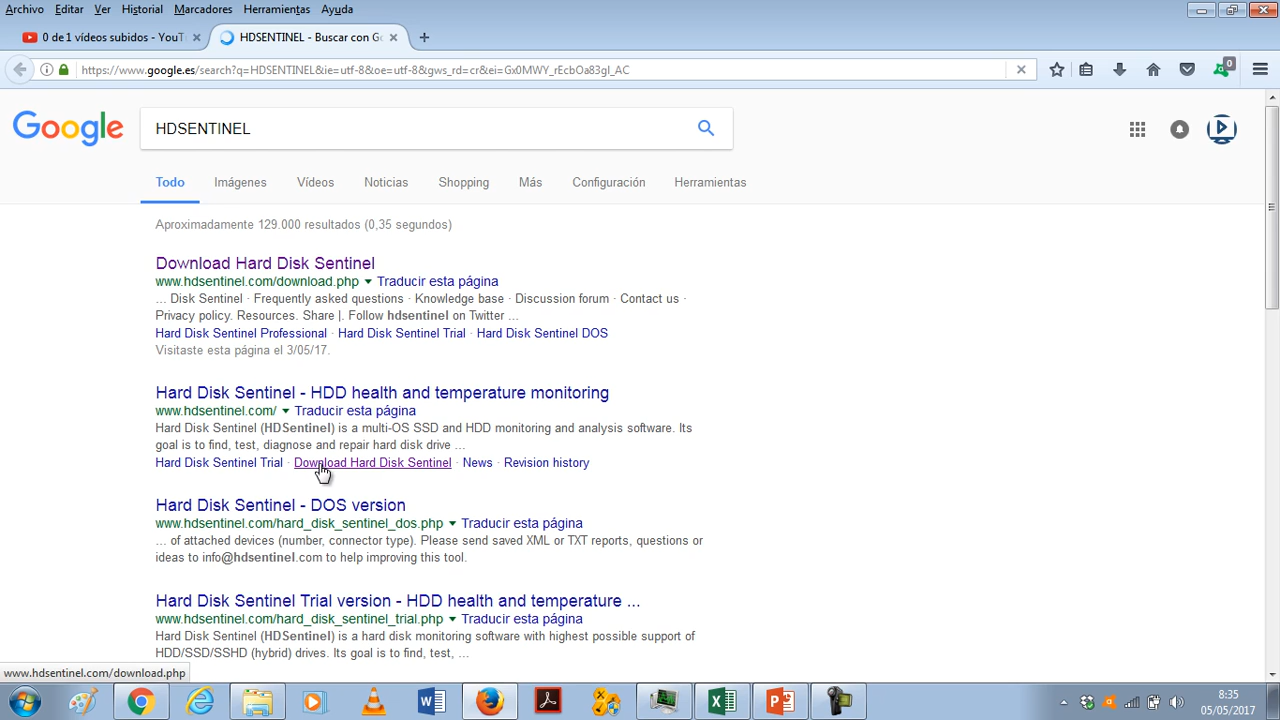 Archivo Editar Ver Historial Marcadores Herramientas Ayuda
0 de 1 vídeos subidos - YouT
HDSENTINEL - Buscar con Go
https://www.google.es/search?q=HDSENTINEL&ie=utf-8&oe=utf-8&gws_rd=cr&ei=Gx0MWY_rEcbOa83gI_AC
0
Google
HDSENTINEL
Todo Imágenes Vídeos Noticias Shopping Más Configuración Herramientas
Aproximadamente 129.000 resultados (0,35 segundos)
Download Hard Disk Sentinel
www.hdsentinel.com/download.php Traducir esta página
... Disk Sentinel · Frequently asked questions · Knowledge base · Discussion forum · Contact us ·
Privacy policy. Resources. Share |. Follow hdsentinel on Twitter ...
Hard Disk Sentinel Professional · Hard Disk Sentinel Trial · Hard Disk Sentinel DOS
Visitaste esta página el 3/05/17.
Hard Disk Sentinel - HDD health and temperature monitoring
www.hdsentinel.com/ Traducir esta página
Hard Disk Sentinel (HDSentinel) is a multi-OS SSD and HDD monitoring and analysis software. Its
goal is to find, test, diagnose and repair hard disk drive ...
Hard Disk Sentinel Trial · Download Hard Disk Sentinel · News · Revision history
Hard Disk Sentinel - DOS version
www.hdsentinel.com/hard_disk_sentinel_dos.php Traducir esta página
... of attached devices (number, connector type). Please send saved XML or TXT reports, questions or
ideas to info@hdsentinel.com to help improving this tool.
Hard Disk Sentinel Trial version - HDD health and temperature ...
www.hdsentinel.com/hard_disk_sentinel_trial.php Traducir esta página
Hard Disk Sentinel (HDSentinel) is a hard disk monitoring software with highest possible support of
HDD/SSD/SSHD (hybrid) drives. Its goal is to find, test, ...
www.hdsentinel.com/download.php
8:35
05/05/2017